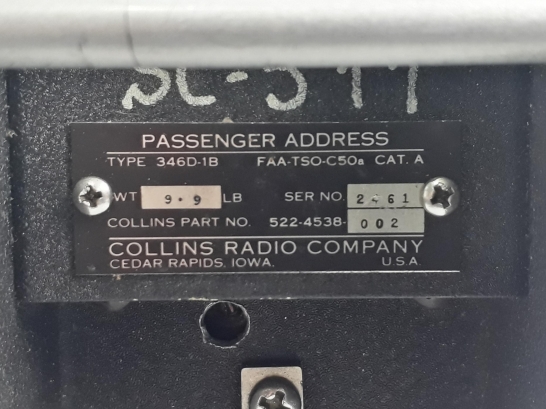 PASSENGER ADDRESS
TYPE 346D-1B FAA-TSO-C50a CAT. A
WT 9.9 LB SER NO. 2461
COLLINS PART NO. 522-4538-002
COLLINS RADIO COMPANY
CEDAR RAPIDS, IOWA. U.S.A.